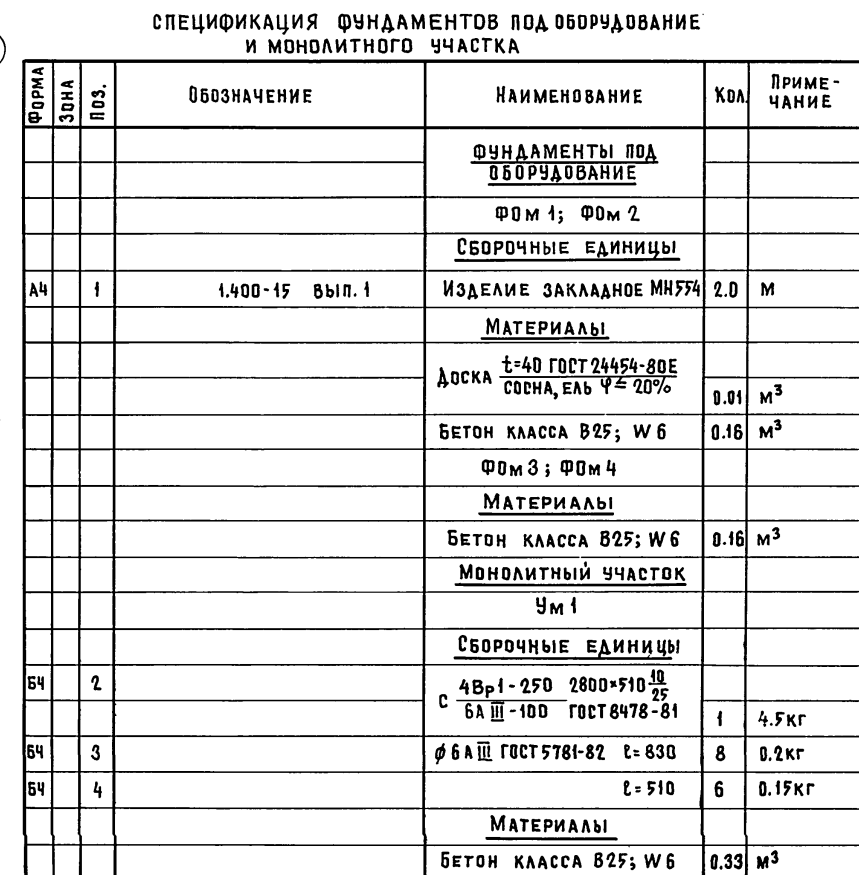 СПЕЦИФИКАЦИЯ ФУНДАМЕНТОВ ПОД ОБОРУДОВАНИЕ
И МОНОЛИТНОГО УЧАСТКА
ФОРМА ЗОНА ПОЗ. ОБОЗНАЧЕНИЕ НАИМЕНОВАНИЕ КОЛ. ПРИМЕ-
ЧАНИЕ
ФУНДАМЕНТЫ ПОД
ОБОРУДОВАНИЕ
ФОм 1; ФОм 2
СБОРОЧНЫЕ ЕДИНИЦЫ
А4 1 1.400-15 ВЫП. 1 ИЗДЕЛИЕ ЗАКЛАДНОЕ МН554 2.0 М
МАТЕРИАЛЫ
ДОСКА t=40 ГОСТ 24454-80Е
СОСНА, ЕЛЬ φ ≤ 20% 0.01 М³
БЕТОН КЛАССА В25; W6 0.16 М³
ФОм 3; ФОм 4
МАТЕРИАЛЫ
БЕТОН КЛАССА В25; W6 0.16 М³
МОНОЛИТНЫЙ УЧАСТОК
Ум 1
СБОРОЧНЫЕ ЕДИНИЦЫ
БЧ 2 С 4Вр1-250 2800×510 10/25
6АIII-100 ГОСТ 8478-81 1 4.5КГ
БЧ 3 ϕ6АIII ГОСТ 5781-82 ℓ=830 8 0.2КГ
БЧ 4 ℓ=510 6 0.15КГ
МАТЕРИАЛЫ
БЕТОН КЛАССА В25; W6 0.33 М³